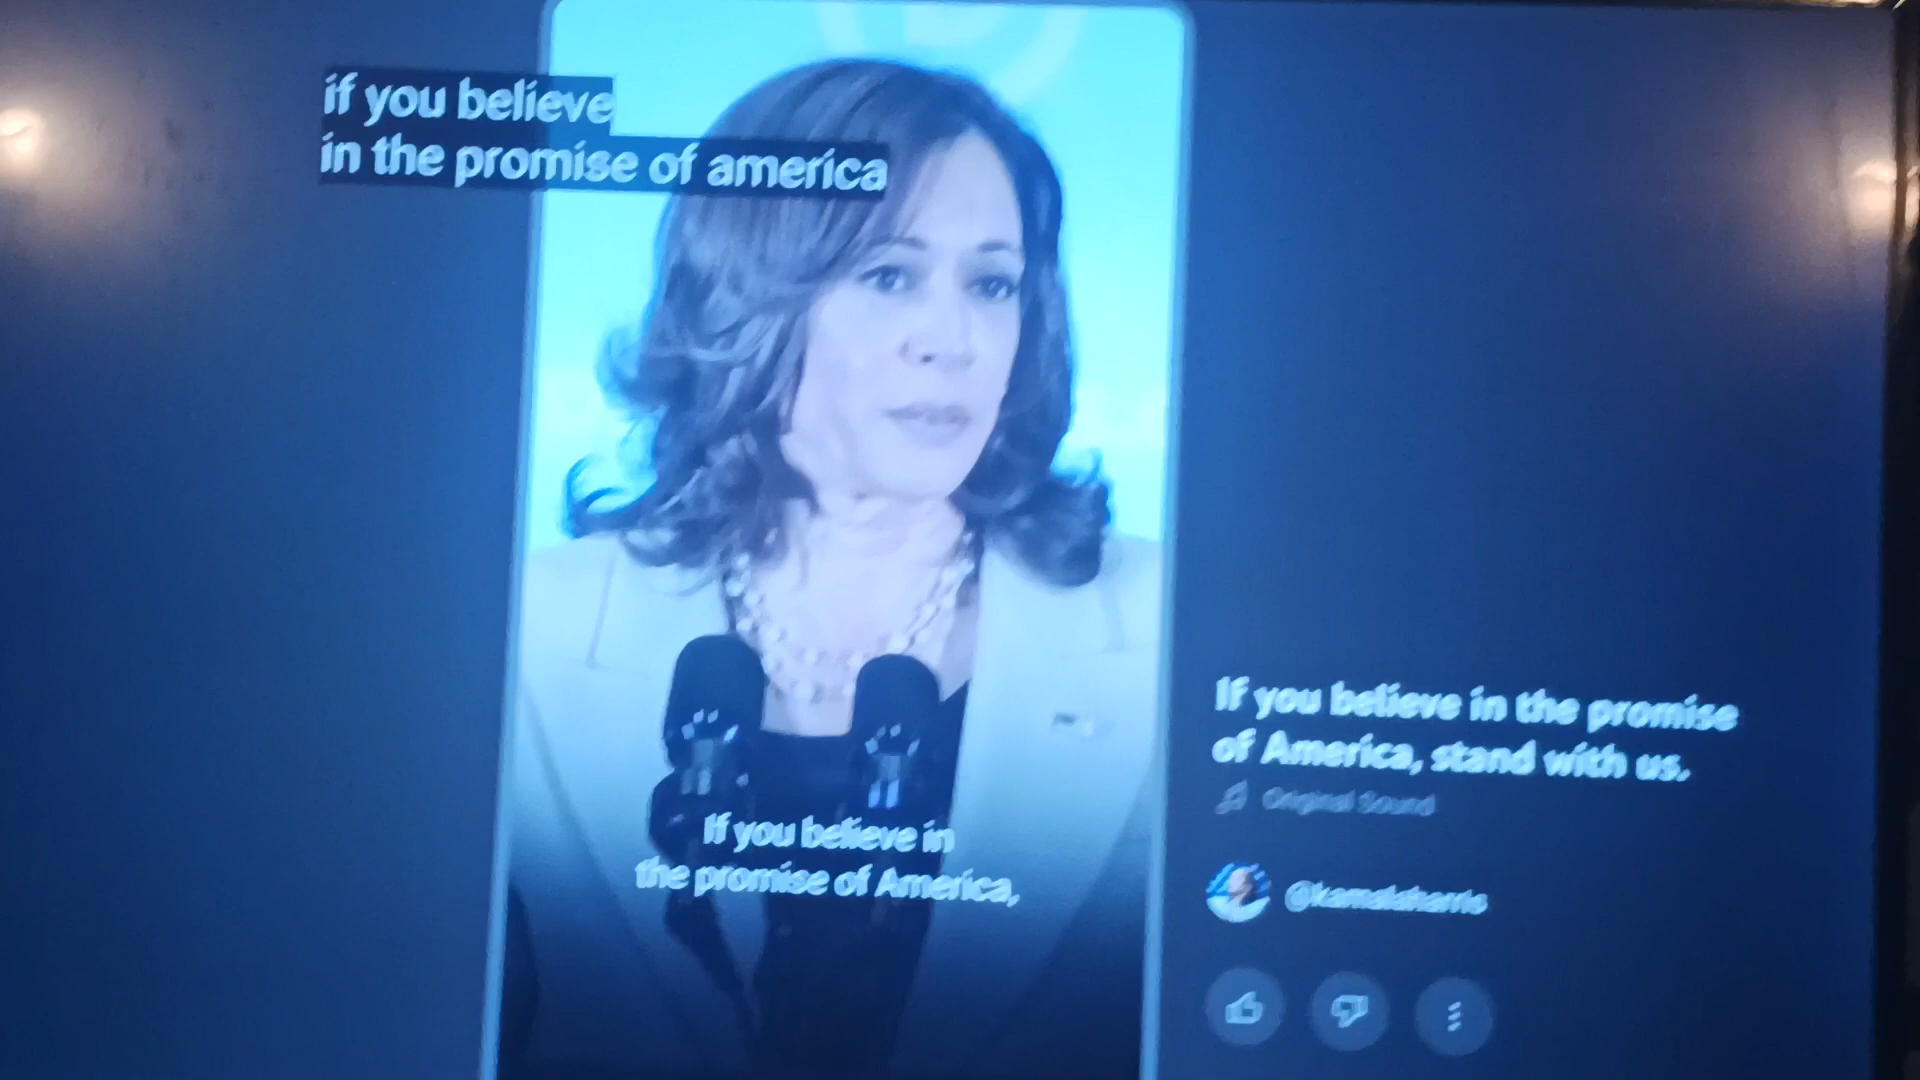 if you believe
in the promise of america
If you believe in
the promise of America,
If you believe in the promise
of America, stand with us.
Original Sound
@kamalaharris